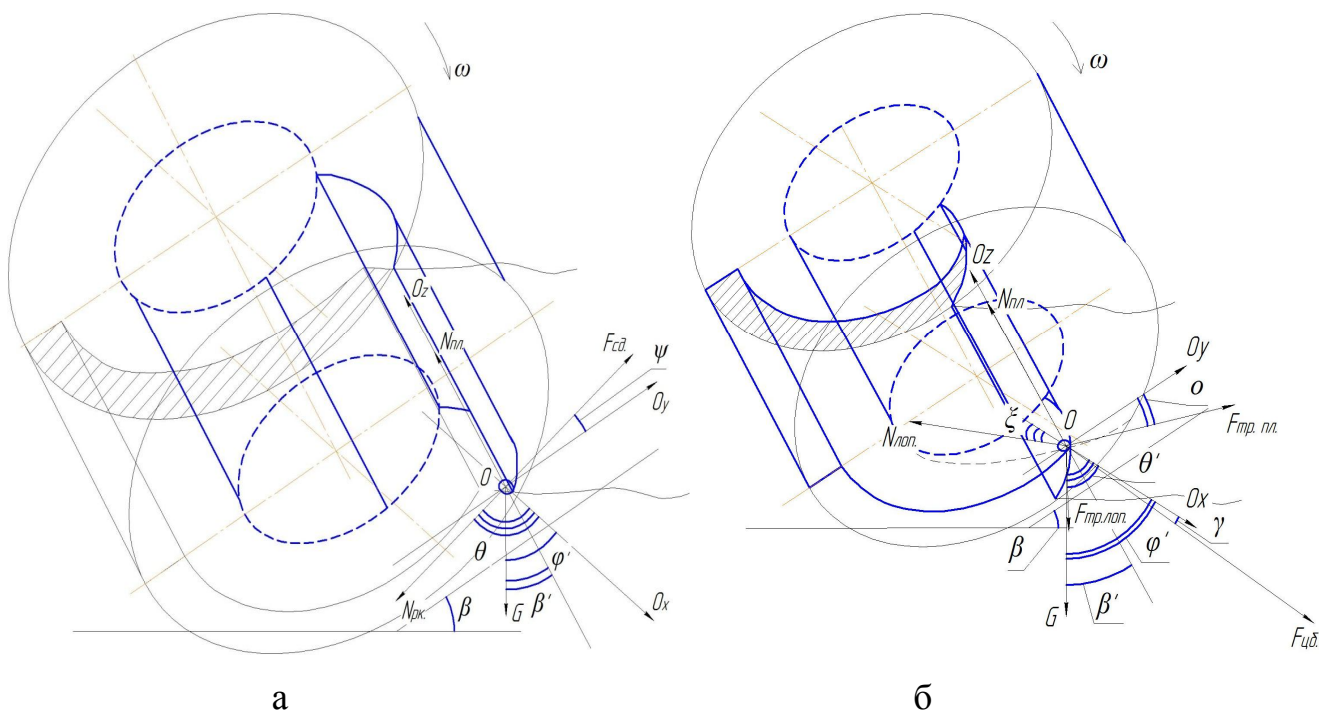 ω
Oz
Nпл.
Fсд.
ψ
Oy
O
θ
φ'
Nрк.
β
G
β'
Ox
а
ω
Oz
Nпл
Oy
O
ξ
Nлоп.
ο
Fтр. пл.
θ'
Ox
Fтр.лоп.
γ
β
φ'
β'
G
Fцб.
б